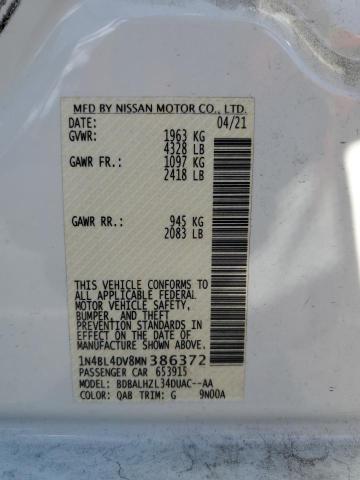 MFD BY NISSAN MOTOR CO., LTD.
DATE: 04/21
GVWR: 1963 KG
4328 LB
GAWR FR.: 1097 KG
2418 LB
GAWR RR.: 945 KG
2083 LB
THIS VEHICLE CONFORMS TO
ALL APPLICABLE FEDERAL
MOTOR VEHICLE SAFETY,
BUMPER, AND THEFT
PREVENTION STANDARDS
IN EFFECT ON THE DATE OF
MANUFACTURE SHOWN ABOVE.
1N4BL4DV8MN386372
PASSENGER CAR 653915
MODEL: BDBALHZL34DUAC--AA
COLOR: QAB TRIM: G 9N00A